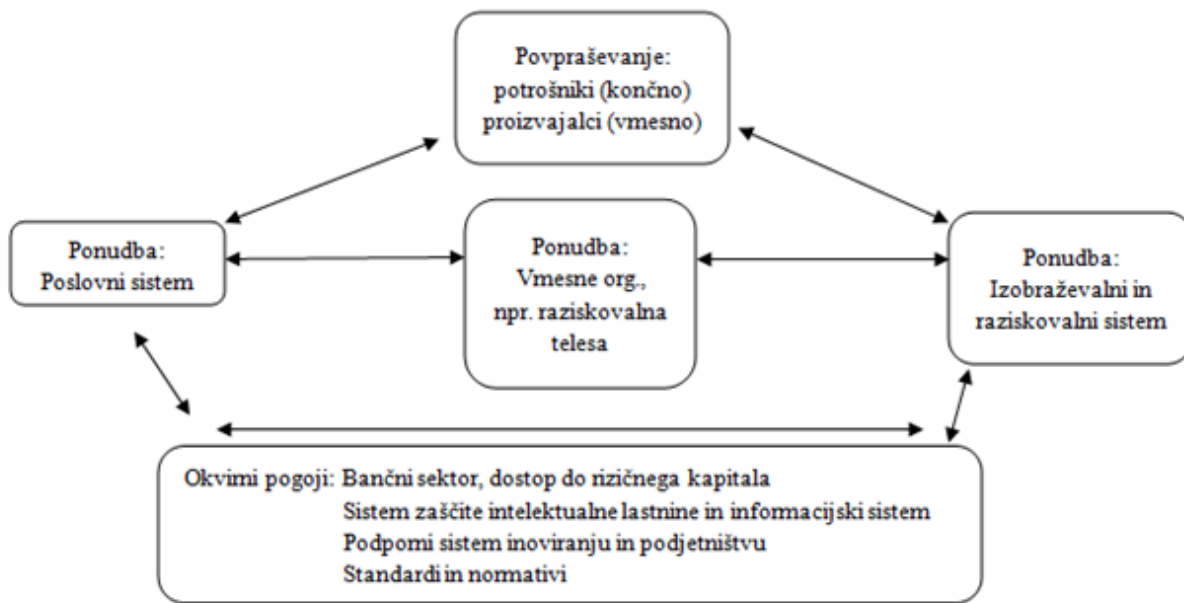 Povpraševanje:
potrošniki (končno)
proizvajalci (vmesno)
Ponudba:
Poslovni sistem
Ponudba:
Vmesne org.,
npr. raziskovalna
telesa
Ponudba:
Izobraževalni in
raziskovalni sistem
Okvirni pogoji: Bančni sektor, dostop do rizičnega kapitala
Sistem zaščite intelektualne lastnine in informacijski sistem
Podporni sistem inoviranju in podjetništvu
Standardi in normativi